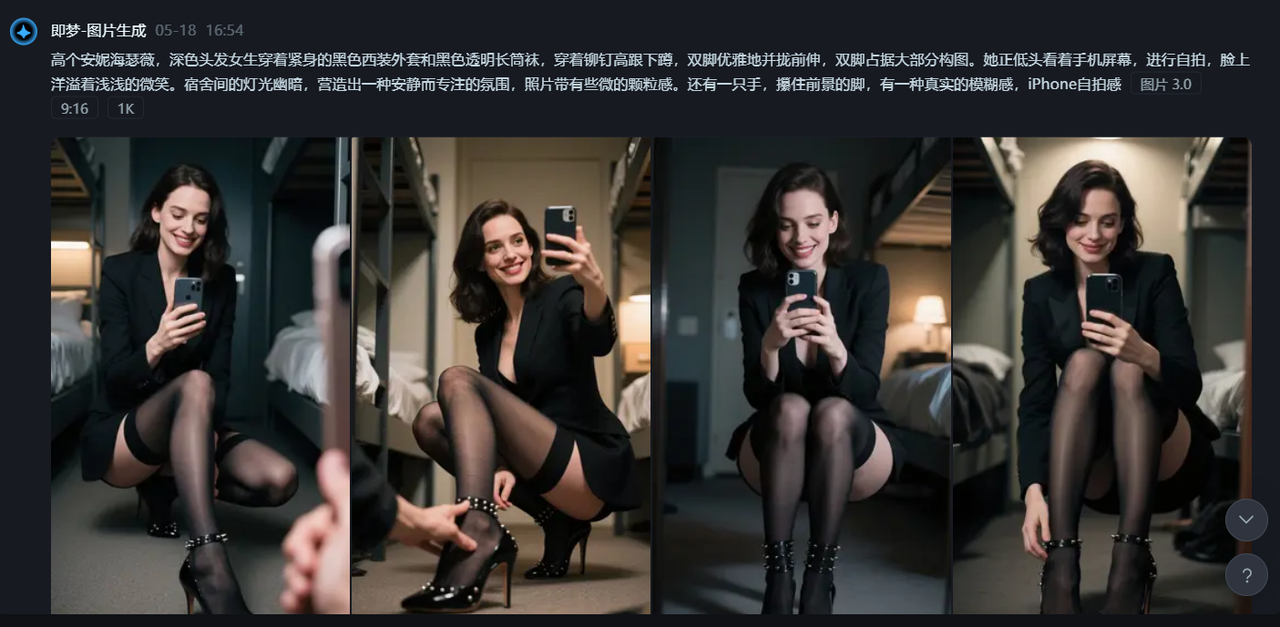 即梦-图片生成 05-18 16:54
高个安妮海瑟薇，深色头发女生穿着紧身的黑色西装外套和黑色透明长筒袜，穿着铆钉高跟下蹲，双脚优雅地并拢前伸，双脚占据大部分构图。她正低头看着手机屏幕，进行自拍，脸上
洋溢着浅浅的微笑。宿舍间的灯光幽暗，营造出一种安静而专注的氛围，照片带有些微的颗粒感。还有一只手，攥住前景的脚，有一种真实的模糊感，iPhone自拍感 图片 3.0
9:16 1K